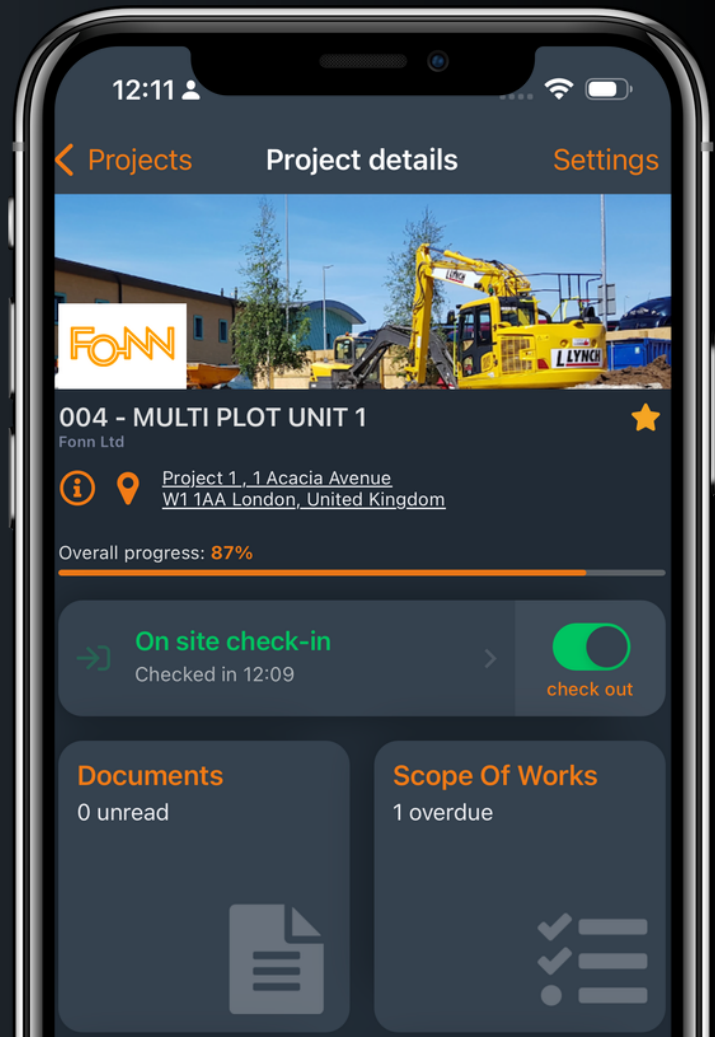 12:11
Projects
Project details
Settings
LYNCH
L LYNCH
FONN
004 - MULTI PLOT UNIT 1
Fonn Ltd
Project 1 , 1 Acacia Avenue
W1 1AA London, United Kingdom
Overall progress: 87%
On site check-in
Checked in 12:09
check out
Documents
0 unread
Scope Of Works
1 overdue